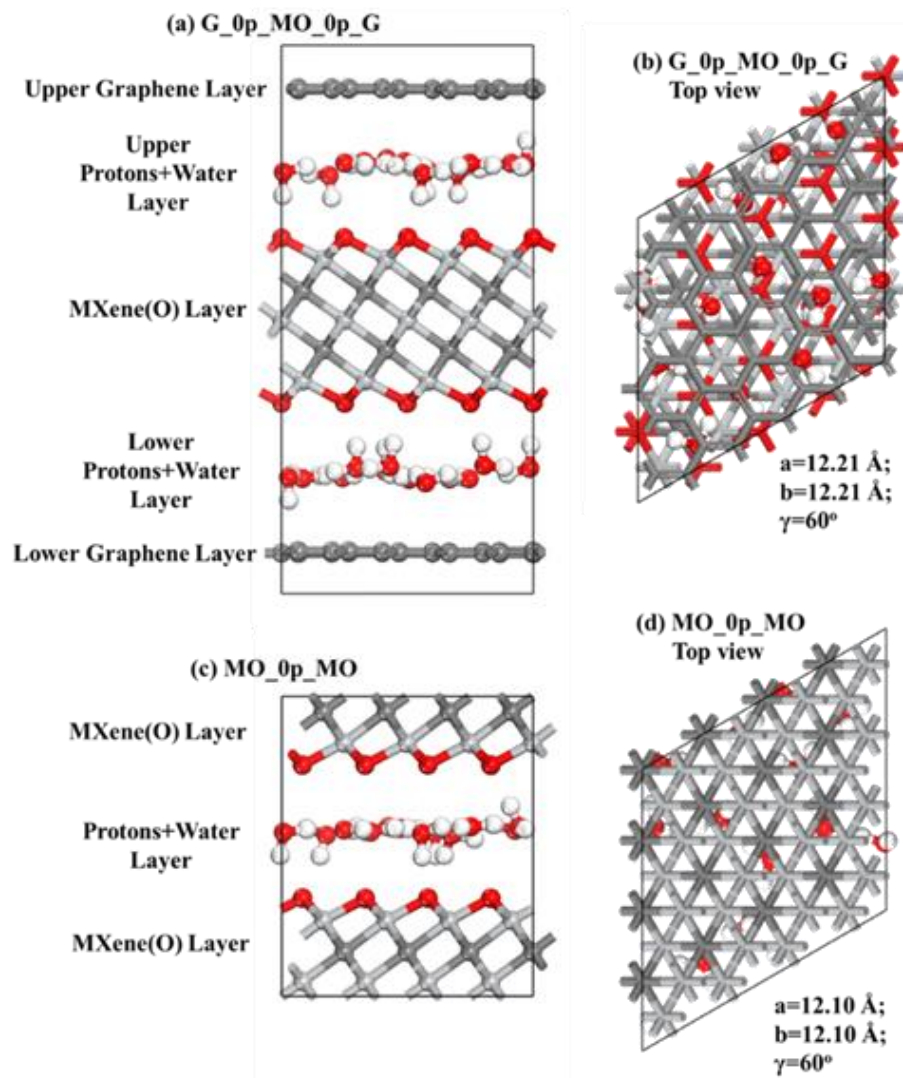 (a) G_0p_MO_0p_G
Upper Graphene Layer
Upper
Protons+Water
Layer
MXene(O) Layer
Lower
Protons+Water
Layer
Lower Graphene Layer
(b) G_0p_MO_0p_G
Top view
a=12.21 Å;
b=12.21 Å;
γ=60°
(c) MO_0p_MO
MXene(O) Layer
Protons+Water
Layer
MXene(O) Layer
(d) MO_0p_MO
Top view
a=12.10 Å;
b=12.10 Å;
γ=60°